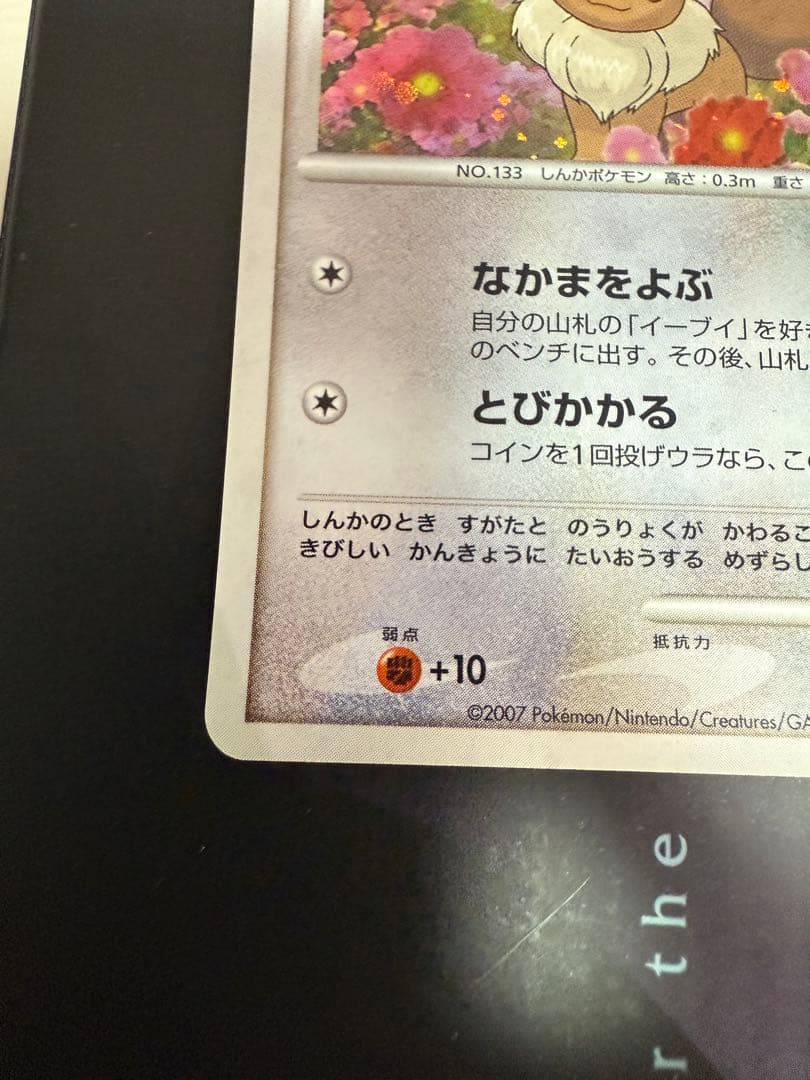 NO.133 しんかポケモン 高さ:0.3m 重さ
なかまをよぶ
自分の山札の「イーブイ」を好
のベンチに出す。その後、山札
とびかかる
コインを1回投げウラなら、こ
しんかのとき すがたと のうりょくが かわるこ
きびしい かんきょうに たいおうする めずらし
弱点
+10
抵抗力
©2007 Pokémon/Nintendo/Creatures/GA
r the